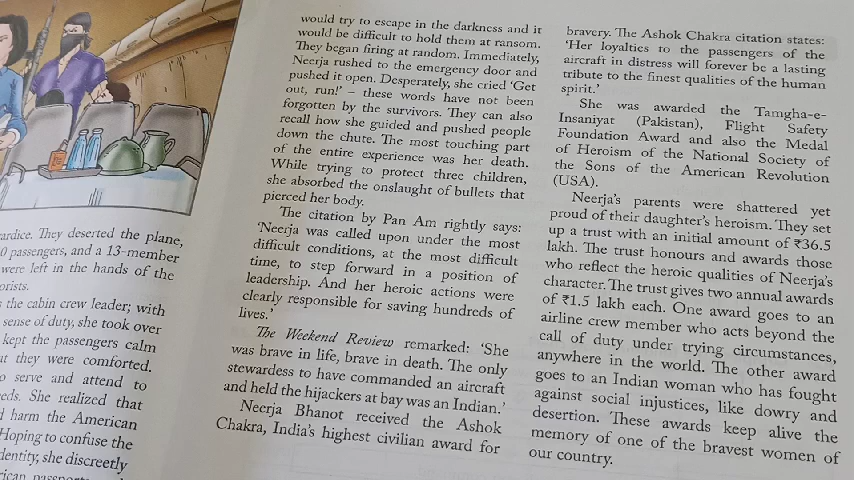 ardice. They deserted the plane,
0 passengers, and a 13-member
were left in the hands of the
orists.
the cabin crew leader; with
sense of duty, she took over
kept the passengers calm
ut they were comforted.
o serve and attend to
eds. She realized that
d harm the American
Hoping to confuse the
dentity, she discreetly
rican passports
would try to escape in the darkness and it
would be difficult to hold them at ransom.
They began firing at random. Immediately,
Neerja rushed to the emergency door and
pushed it open. Desperately, she cried ‘Get
out, run!’ – these words have not been
forgotten by the survivors. They can also
recall how she guided and pushed people
down the chute. The most touching part
of the entire experience was her death.
While trying to protect three children,
she absorbed the onslaught of bullets that
pierced her body.
The citation by Pan Am rightly says:
‘Neerja was called upon under the most
difficult conditions, at the most difficult
time, to step forward in a position of
leadership. And her heroic actions were
clearly responsible for saving hundreds of
lives.’
The Weekend Review remarked: ‘She
was brave in life, brave in death. The only
stewardess to have commanded an aircraft
and held the hijackers at bay was an Indian.’
Neerja Bhanot received the Ashok
Chakra, India’s highest civilian award for
bravery. The Ashok Chakra citation states:
‘Her loyalties to the passengers of the
aircraft in distress will forever be a lasting
tribute to the finest qualities of the human
spirit.’
She was awarded the Tamgha-e-
Insaniyat (Pakistan), Flight Safety
Foundation Award and also the Medal
of Heroism of the National Society of
the Sons of the American Revolution
(USA).
Neerja’s parents were shattered yet
proud of their daughter’s heroism. They set
up a trust with an initial amount of ₹36.5
lakh. The trust honours and awards those
who reflect the heroic qualities of Neerja’s
character. The trust gives two annual awards
of ₹1.5 lakh each. One award goes to an
airline crew member who acts beyond the
call of duty under trying circumstances,
anywhere in the world. The other award
goes to an Indian woman who has fought
against social injustices, like dowry and
desertion. These awards keep alive the
memory of one of the bravest women of
our country.